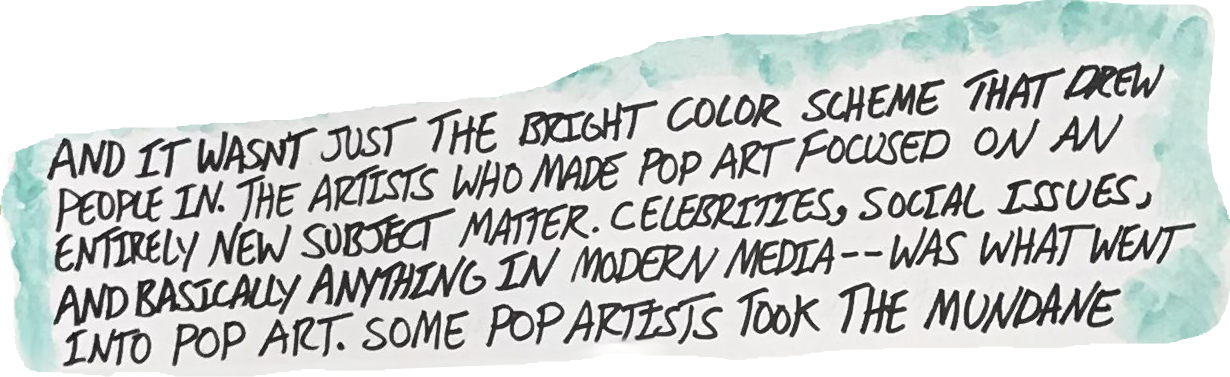 AND IT WASNT JUST THE BRIGHT COLOR SCHEME THAT DREW
PEOPLE IN. THE ARTISTS WHO MADE POP ART FOCUSED ON AN
ENTIRELY NEW SUBJECT MATTER. CELEBRITIES, SOCIAL ISSUES,
AND BASICALLY ANYTHING IN MODERN MEDIA--WAS WHAT WENT
INTO POP ART. SOME POP ARTISTS TOOK THE MUNDANE